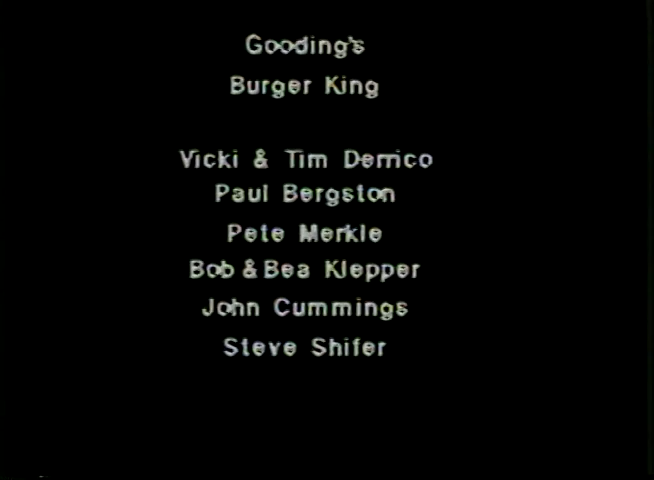 Gooding's
Burger King
Vicki & Tim Derrico
Paul Bergston
Pete Merkle
Bob & Bea Klepper
John Cummings
Steve Shifer